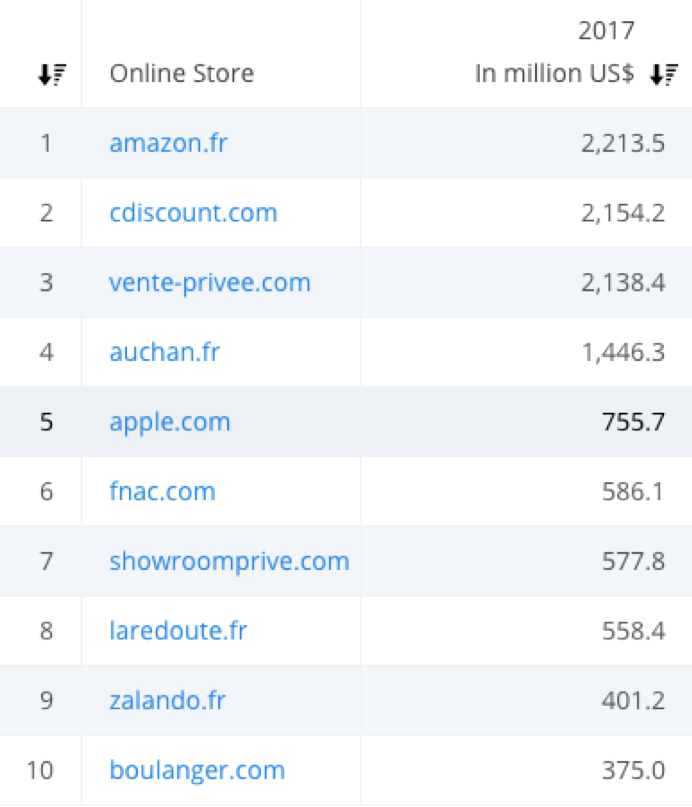 2017
Online Store In million US$
1 amazon.fr 2,213.5
2 cdiscount.com 2,154.2
3 vente-privee.com 2,138.4
4 auchan.fr 1,446.3
5 apple.com 755.7
6 fnac.com 586.1
7 showroomprive.com 577.8
8 laredoute.fr 558.4
9 zalando.fr 401.2
10 boulanger.com 375.0